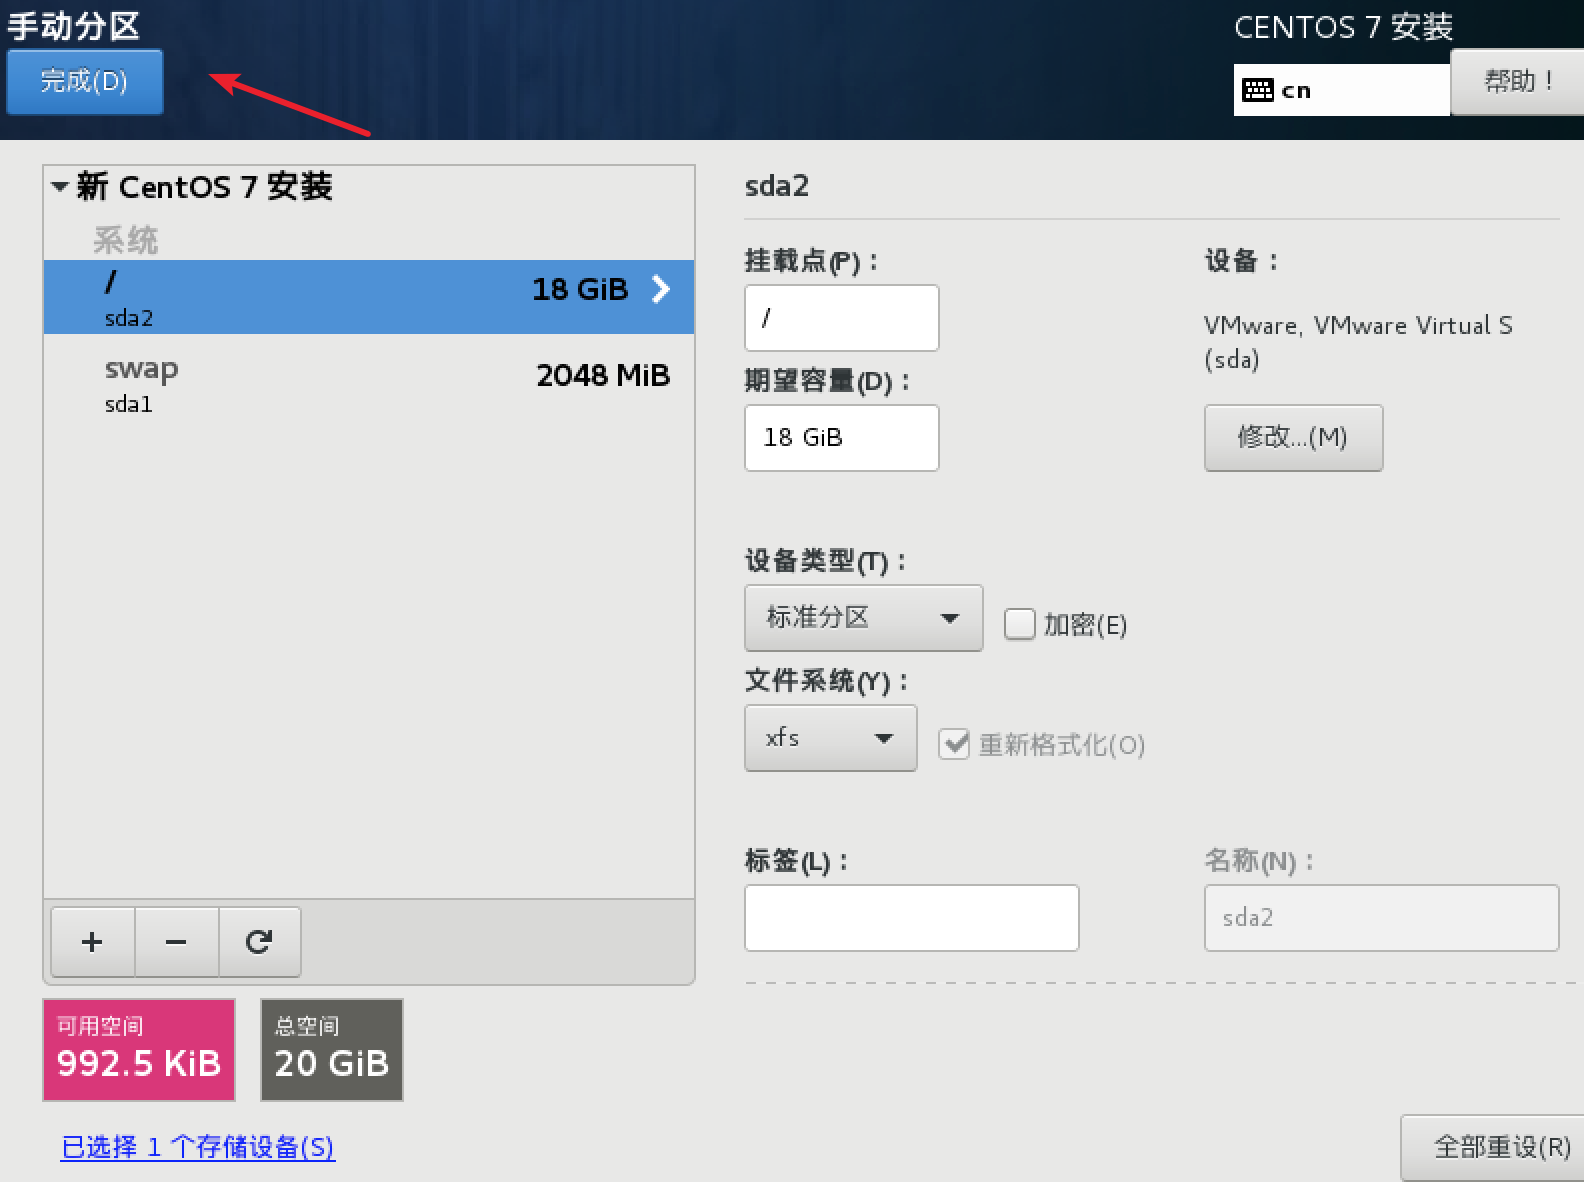 手动分区
完成(D)
CENTOS 7 安装
cn
帮助！
新 CentOS 7 安装
系统
/
18 GiB
sda2
swap
2048 MiB
sda1
+
−
可用空间
992.5 KiB
总空间
20 GiB
已选择 1 个存储设备(S)
sda2
挂载点(P)：
/
期望容量(D)：
18 GiB
设备：
VMware, VMware Virtual S
(sda)
修改...(M)
设备类型(T)：
标准分区
加密(E)
文件系统(Y)：
xfs
重新格式化(O)
标签(L)：
名称(N)：
sda2
全部重设(R)